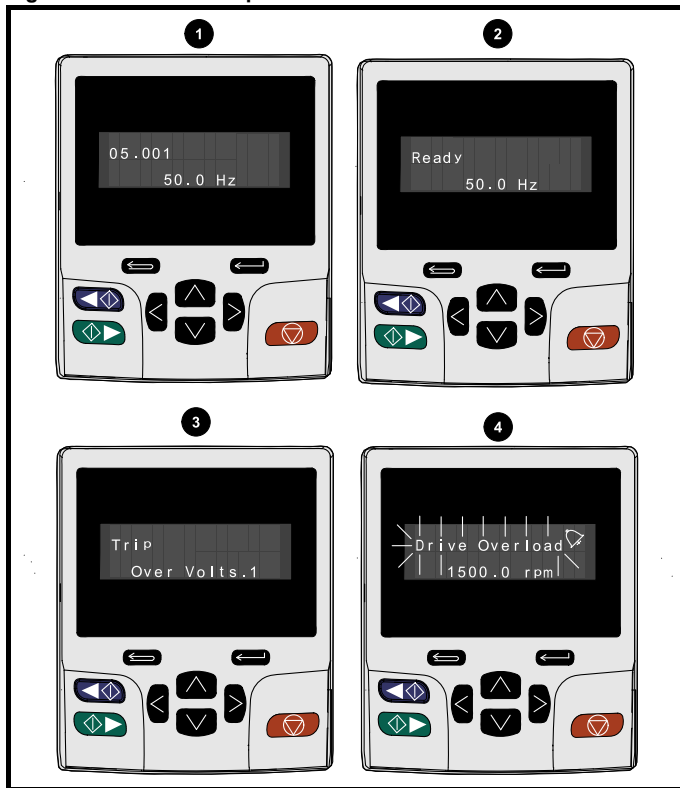 1
2
05.001
50.0 Hz
Ready
50.0 Hz
3
4
Trip
Over Volts.1
Drive Overload
1500.0 rpm